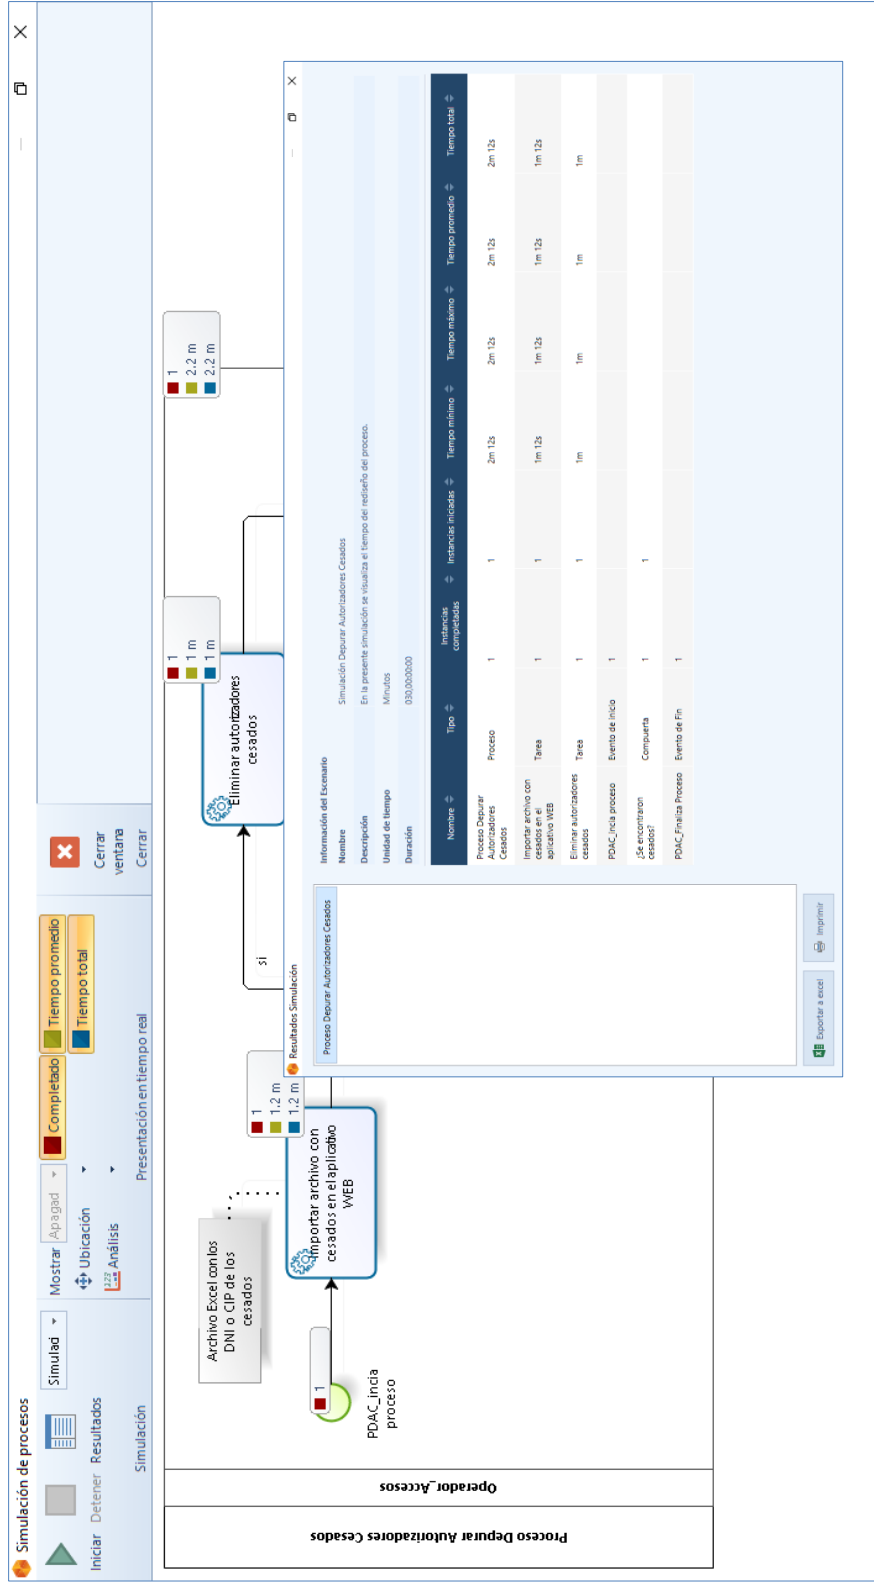 Simulación de procesos
Iniciar
Detener
Resultados
Simulad
Simulación
Mostrar
Apagad
Ubicación
Análisis
Completado
Tiempo promedio
Tiempo total
Presentación en tiempo real
Cerrar
ventana
Cerrar
Proceso Depurar Autorizadores Cesados
Operador_Accesos
1
PDAC_incia
proceso
Archivo Excel con los
DNI o CIP de los
cesados
Importar archivo con
cesados en el aplicativo
WEB
1
1.2 m
1.2 m
si
Eliminar autorizadores
cesados
1
1 m
1 m
1
2.2 m
2.2 m
Resultados Simulación
Proceso Depurar Autorizadores Cesados
Exportar a excel
Imprimir
Información del Escenario
Nombre Simulación Depurar Autorizadores Cesados
Descripción En la presente simulación se visualiza el tiempo del rediseño del proceso.
Unidad de tiempo Minutos
Duración 030,00:00:00
Nombre Tipo Instancias completadas Instancias iniciadas Tiempo mínimo Tiempo máximo Tiempo promedio Tiempo total
Proceso Depurar Autorizadores Cesados Proceso 1 1 2m 12s 2m 12s 2m 12s 2m 12s
Importar archivo con cesados en el aplicativo WEB Tarea 1 1 1m 12s 1m 12s 1m 12s 1m 12s
Eliminar autorizadores cesados Tarea 1 1 1m 1m 1m 1m
PDAC_incia proceso Evento de inicio 1
¿Se encontraron cesados? Compuerta 1 1
PDAC_Finaliza Proceso Evento de Fin 1